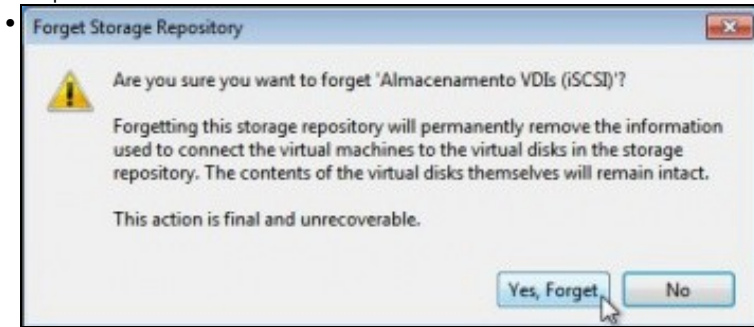 Forget Storage Repository
Are you sure you want to forget 'Almacenamento VDIs (iSCSI)'?
Forgetting this storage repository will permanently remove the information
used to connect the virtual machines to the virtual disks in the storage
repository. The contents of the virtual disks themselves will remain intact.
This action is final and unrecoverable.
Yes, Forget No